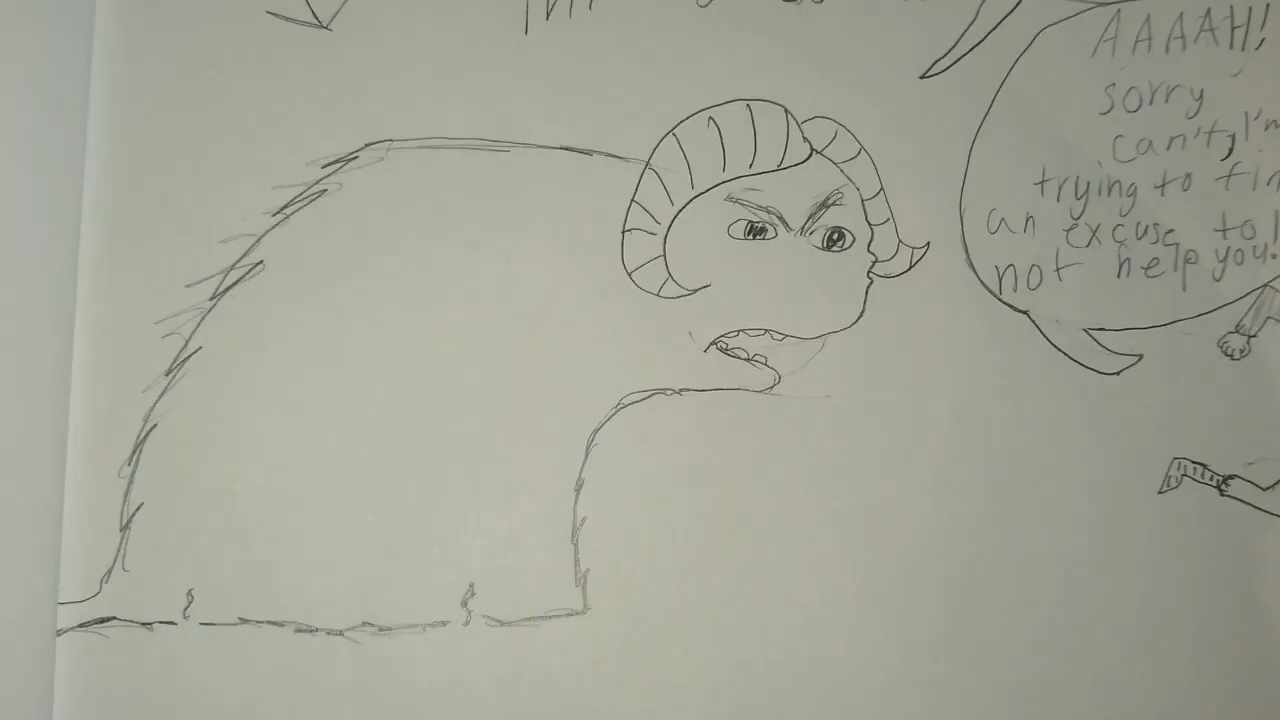 AAAAH!
sorry
can't, I'm
trying to
an excuse to
not help you!